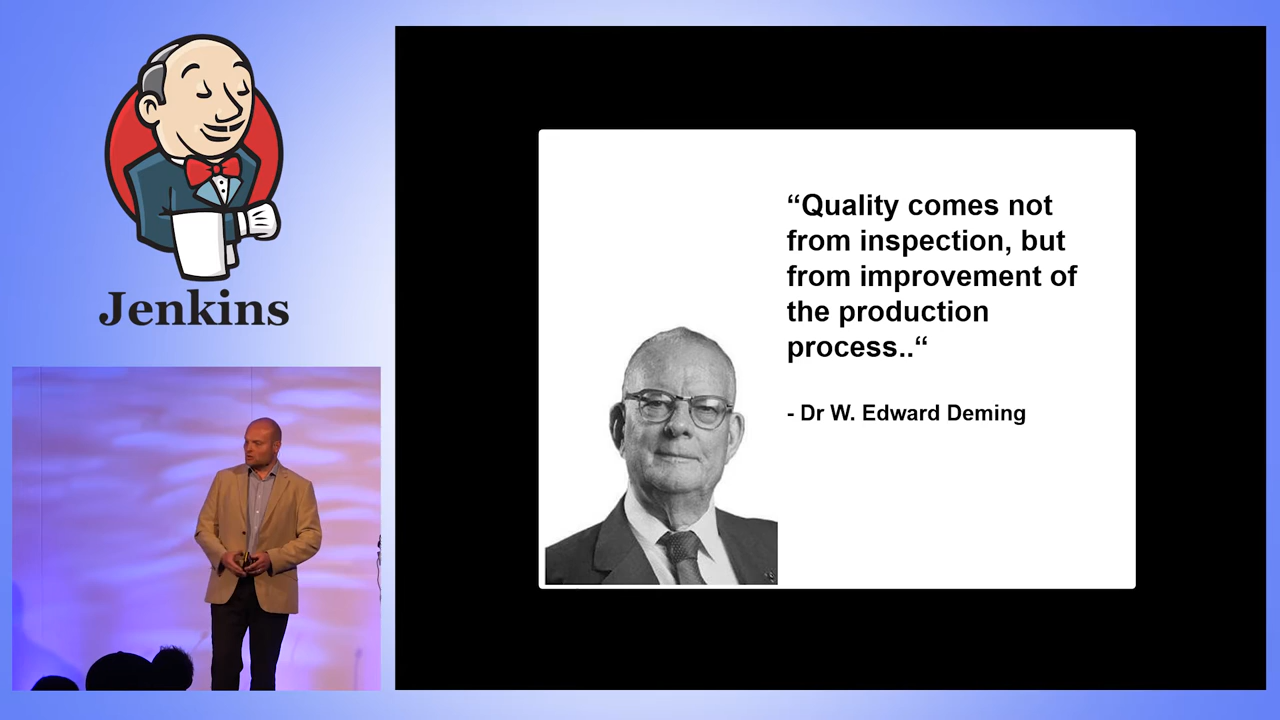 Jenkins
“Quality comes not
from inspection, but
from improvement of
the production
process..“
- Dr W. Edward Deming